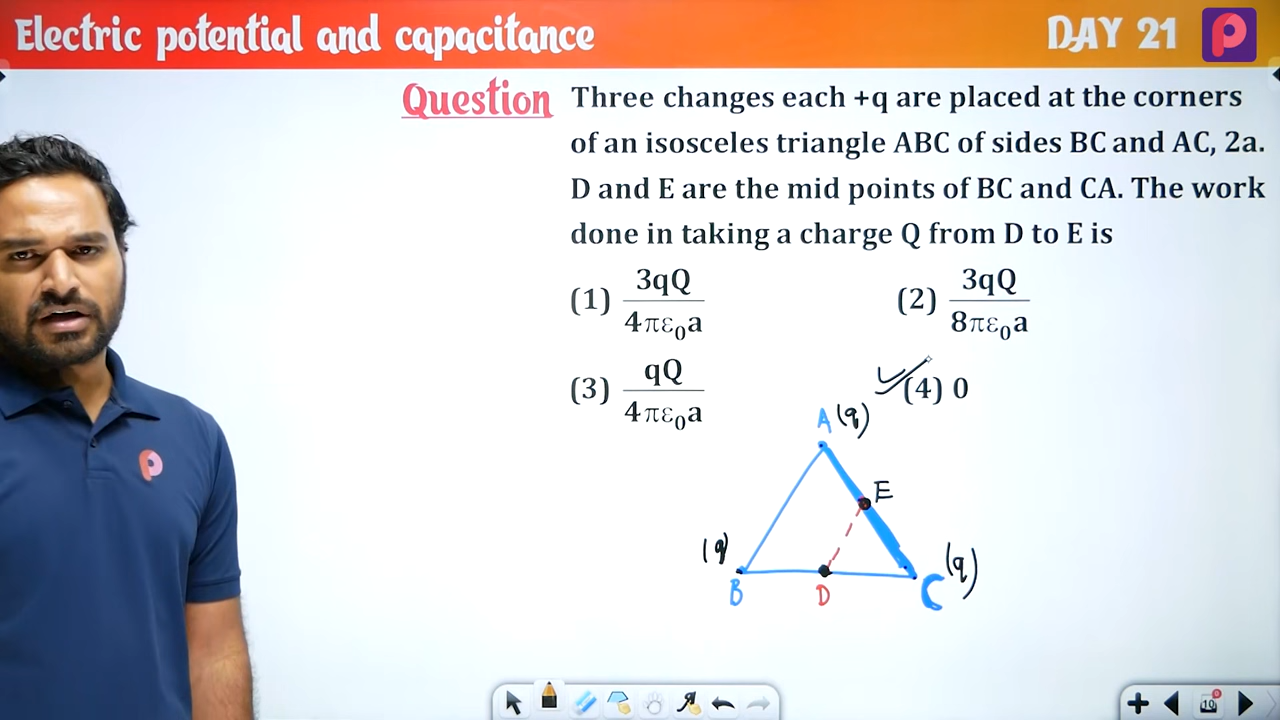 Electric potential and capacitance
DAY 21
Question
Three changes each +q are placed at the corners
of an isosceles triangle ABC of sides BC and AC, 2a.
D and E are the mid points of BC and CA. The work
done in taking a charge Q from D to E is
(1) 3qQ / 4πε₀a
(2) 3qQ / 8πε₀a
(3) qQ / 4πε₀a
(4) 0
A (q)
E
(q)
B
D
C (q)
10